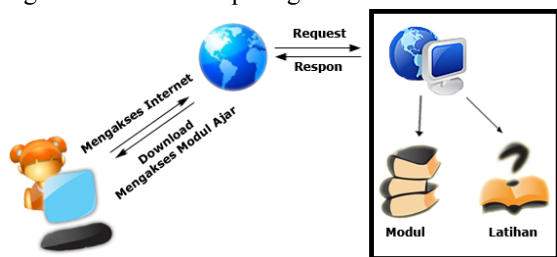 Request
Respon
Mengakses Internet
Download
Mengakses Modul Ajar
Modul
Latihan